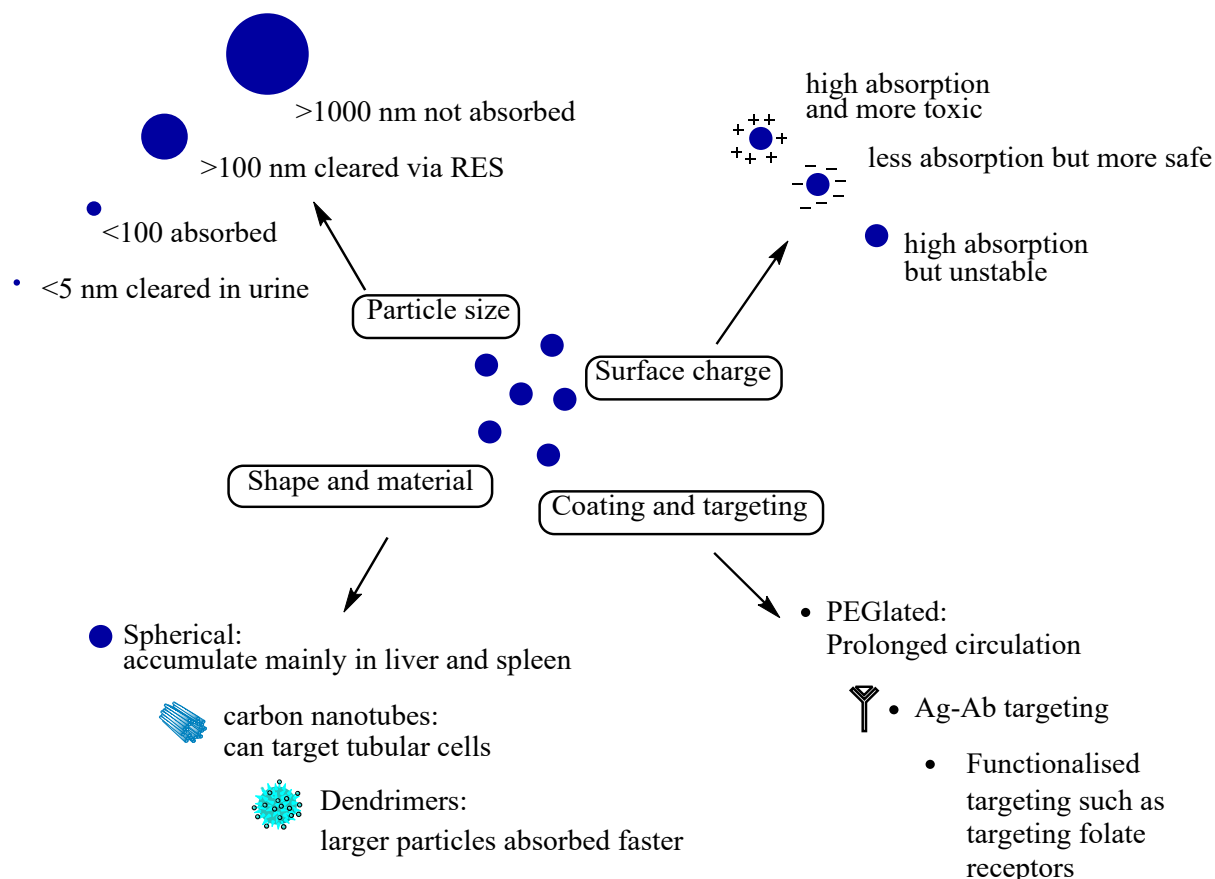 >1000 nm not absorbed
>100 nm cleared via RES
<100 absorbed
<5 nm cleared in urine
Particle size
high absorption
and more toxic
less absorption but more safe
high absorption
but unstable
Surface charge
Shape and material
Spherical:
accumulate mainly in liver and spleen
carbon nanotubes:
can target tubular cells
Dendrimers:
larger particles absorbed faster
Coating and targeting
• PEGlated:
Prolonged circulation
• Ag-Ab targeting
• Functionalised
targeting such as
targeting folate
receptors